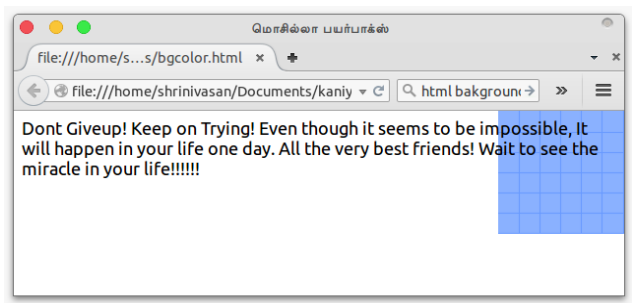 மொசில்லா பயர்பாக்ஸ்
file:///home/s...s/bgcolor.html × +
file:///home/shrinivasan/Documents/kaniy html bakgroun
Dont Giveup! Keep on Trying! Even though it seems to be impossible, It
will happen in your life one day. All the very best friends! Wait to see the
miracle in your life!!!!!!